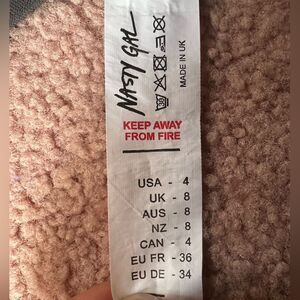 NASTY GAL
MADE IN UK
KEEP AWAY
FROM FIRE
USA - 4
UK - 8
AUS - 8
NZ - 8
CAN - 4
EU FR - 36
EU DE - 34